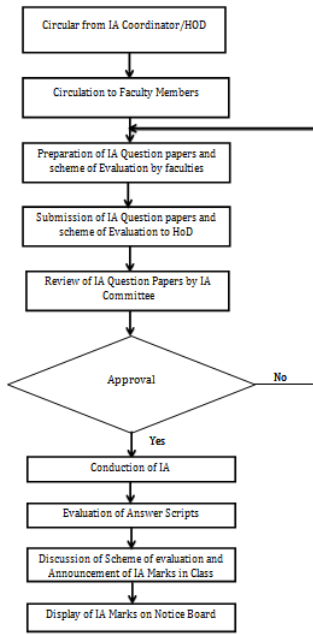 Circular from IA Coordinator/HOD
Circulation to Faculty Members
Preparation of IA Question papers and
scheme of Evaluation by faculties
Submission of IA Question papers and
scheme of Evaluation to HoD
Review of IA Question Papers by IA
Committee
Approval
No
Yes
Conduction of IA
Evaluation of Answer Scripts
Discussion of Scheme of evaluation and
Announcement of IA Marks in Class
Display of IA Marks on Notice Board